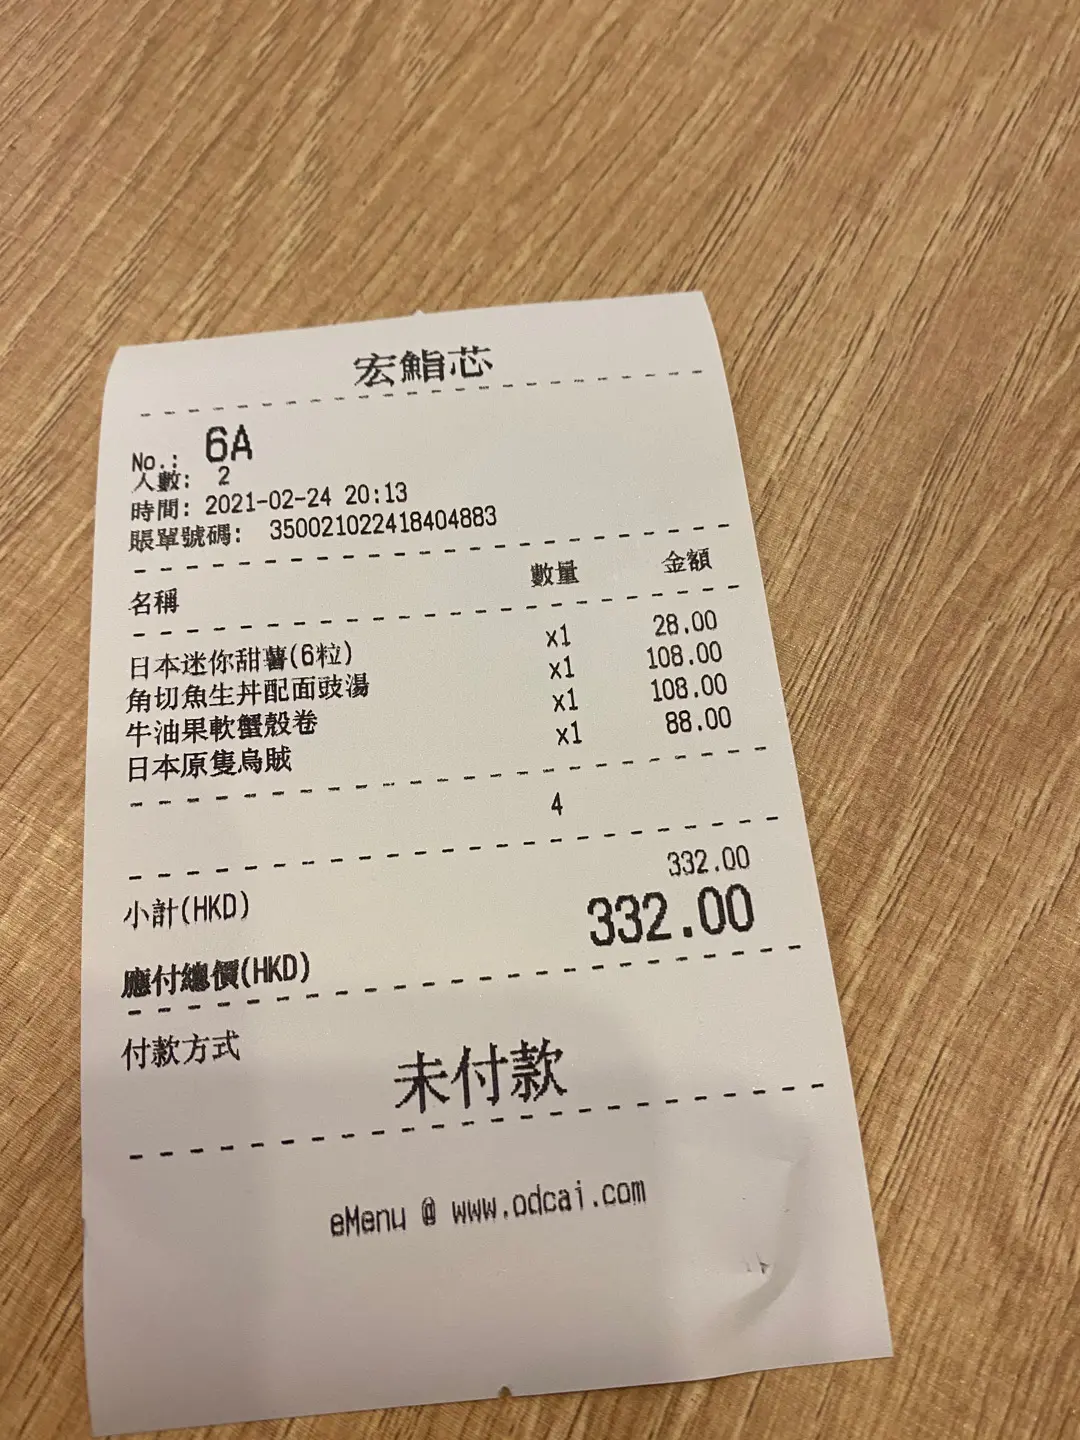 宏鮨芯
No.: 6A
人數: 2
時間: 2021-02-24 20:13
賬單號碼: 350021022418404883
名稱 數量 金額
日本迷你甜薯(6粒) x1 28.00
角切魚生丼配面豉湯 x1 108.00
牛油果軟蟹殼卷 x1 108.00
日本原隻烏賊 x1 88.00
4
小計(HKD) 332.00
應付總價(HKD) 332.00
付款方式
未付款
eMenu @ www.odcai.com